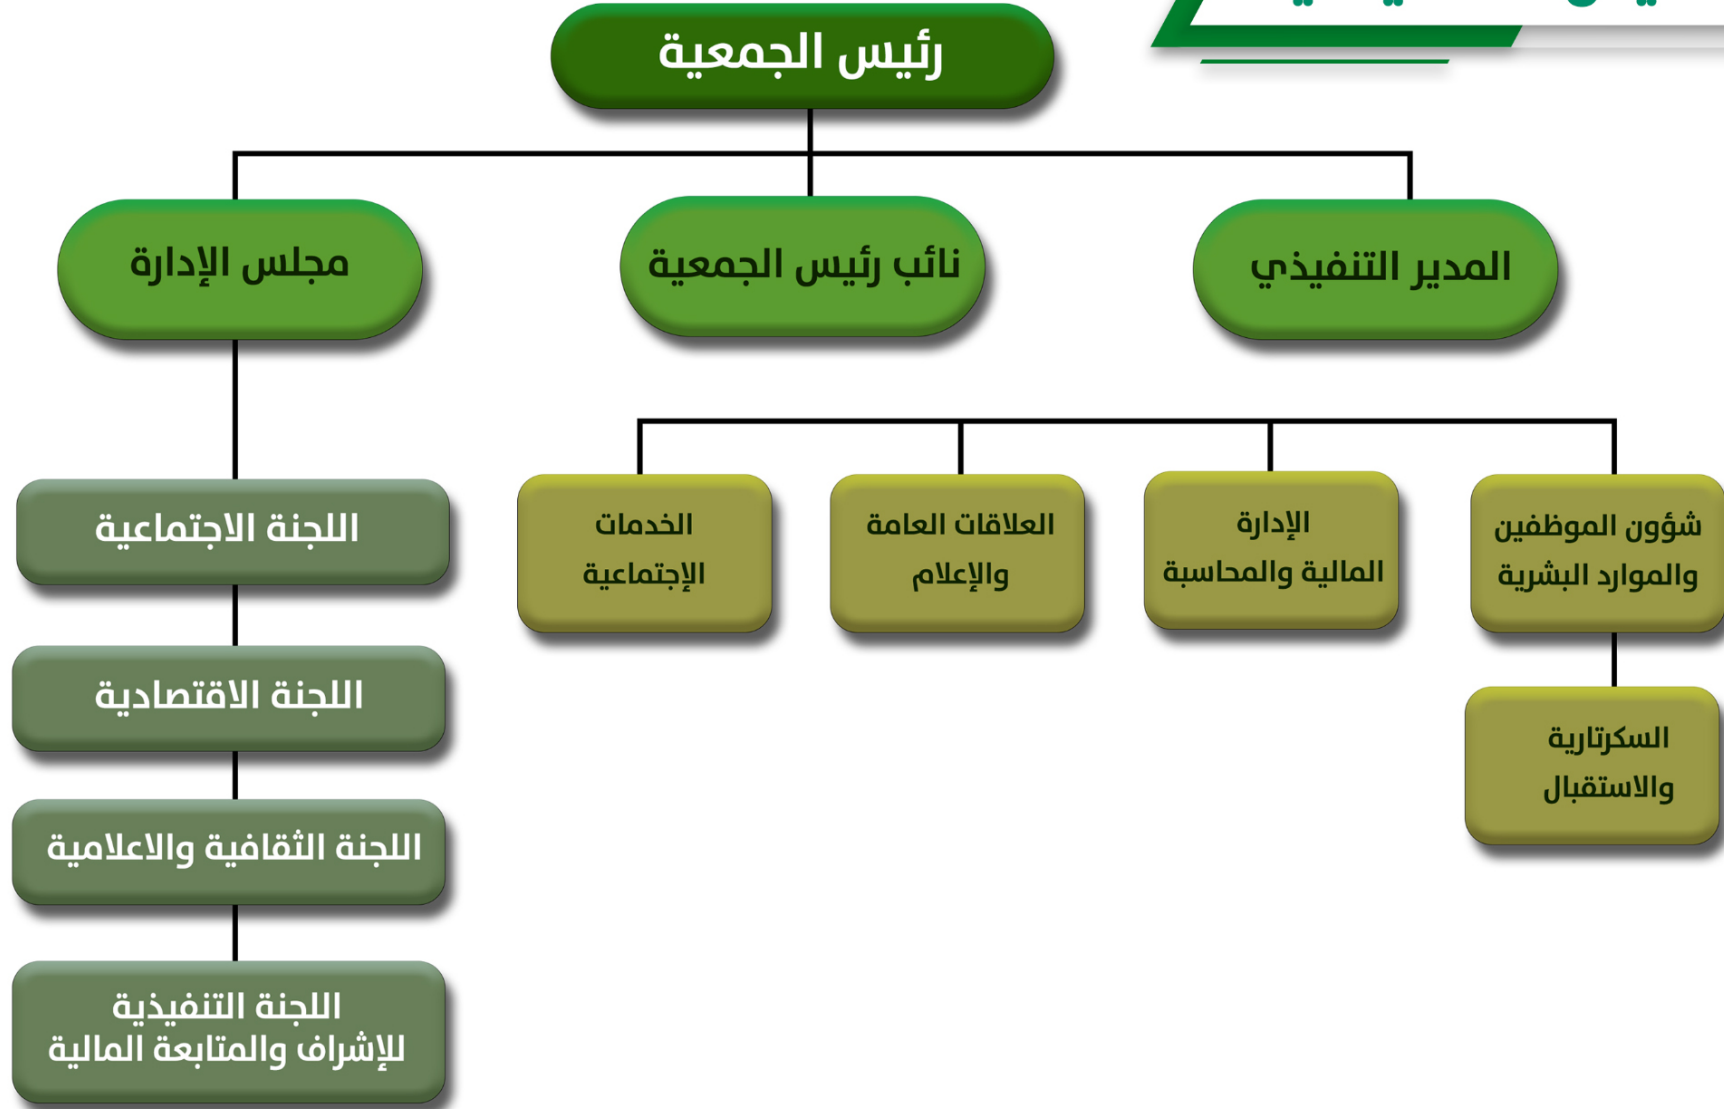 رئيس الجمعية
المدير التنفيذي
نائب رئيس الجمعية
مجلس الإدارة
شؤون الموظفين
والموارد البشرية
الإدارة
المالية والمحاسبة
العلاقات العامة
والإعلام
الخدمات
الإجتماعية
السكرتارية
والاستقبال
اللجنة الاجتماعية
اللجنة الاقتصادية
اللجنة الثقافية والاعلامية
اللجنة التنفيذية
للإشراف والمتابعة المالية